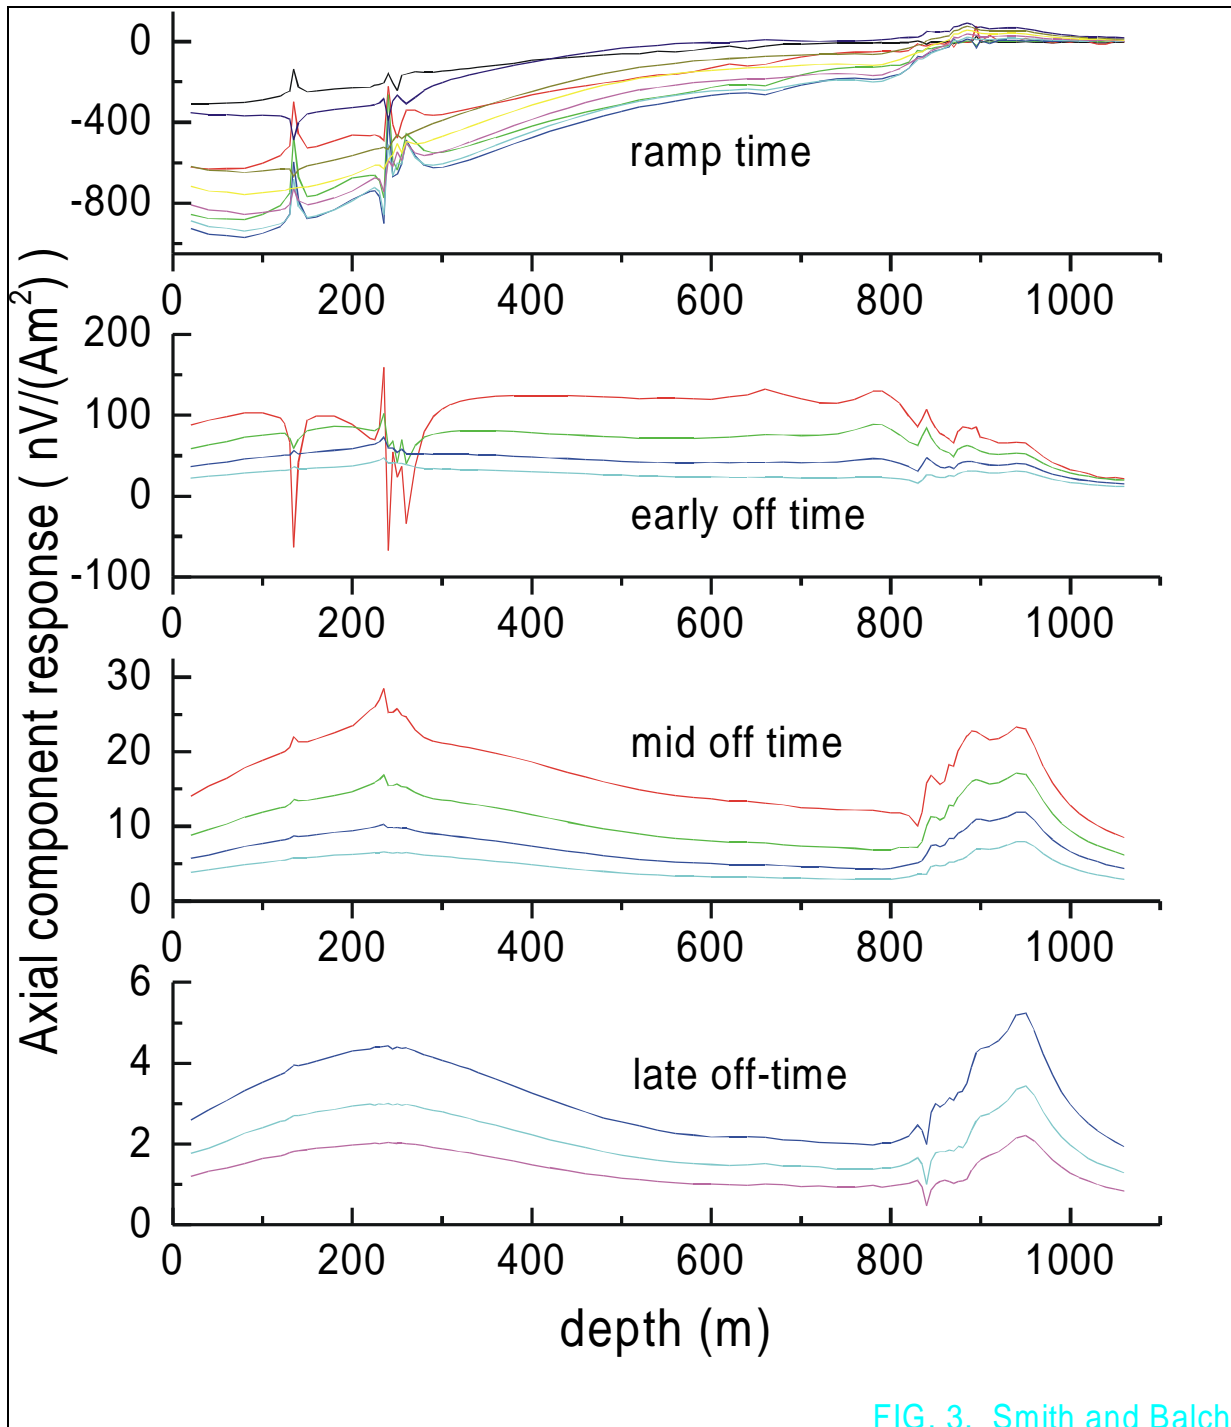 Axial component response ( nV/(Am²) )
0
-400
-800
ramp time
0 200 400 600 800 1000
200
100
0
-100
early off time
0 200 400 600 800 1000
30
20
10
0
mid off time
0 200 400 600 800 1000
6
4
2
0
late off-time
0 200 400 600 800 1000
depth (m)
FIG. 3. Smith and Balch